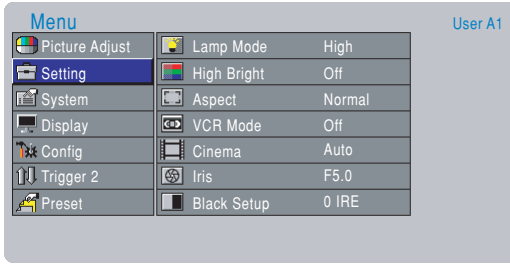 Menu
User A1
Picture Adjust
Setting
System
Display
Config
Trigger 2
Preset
Lamp Mode High
High Bright Off
Aspect Normal
VCR Mode Off
Cinema Auto
Iris F5.0
Black Setup 0 IRE